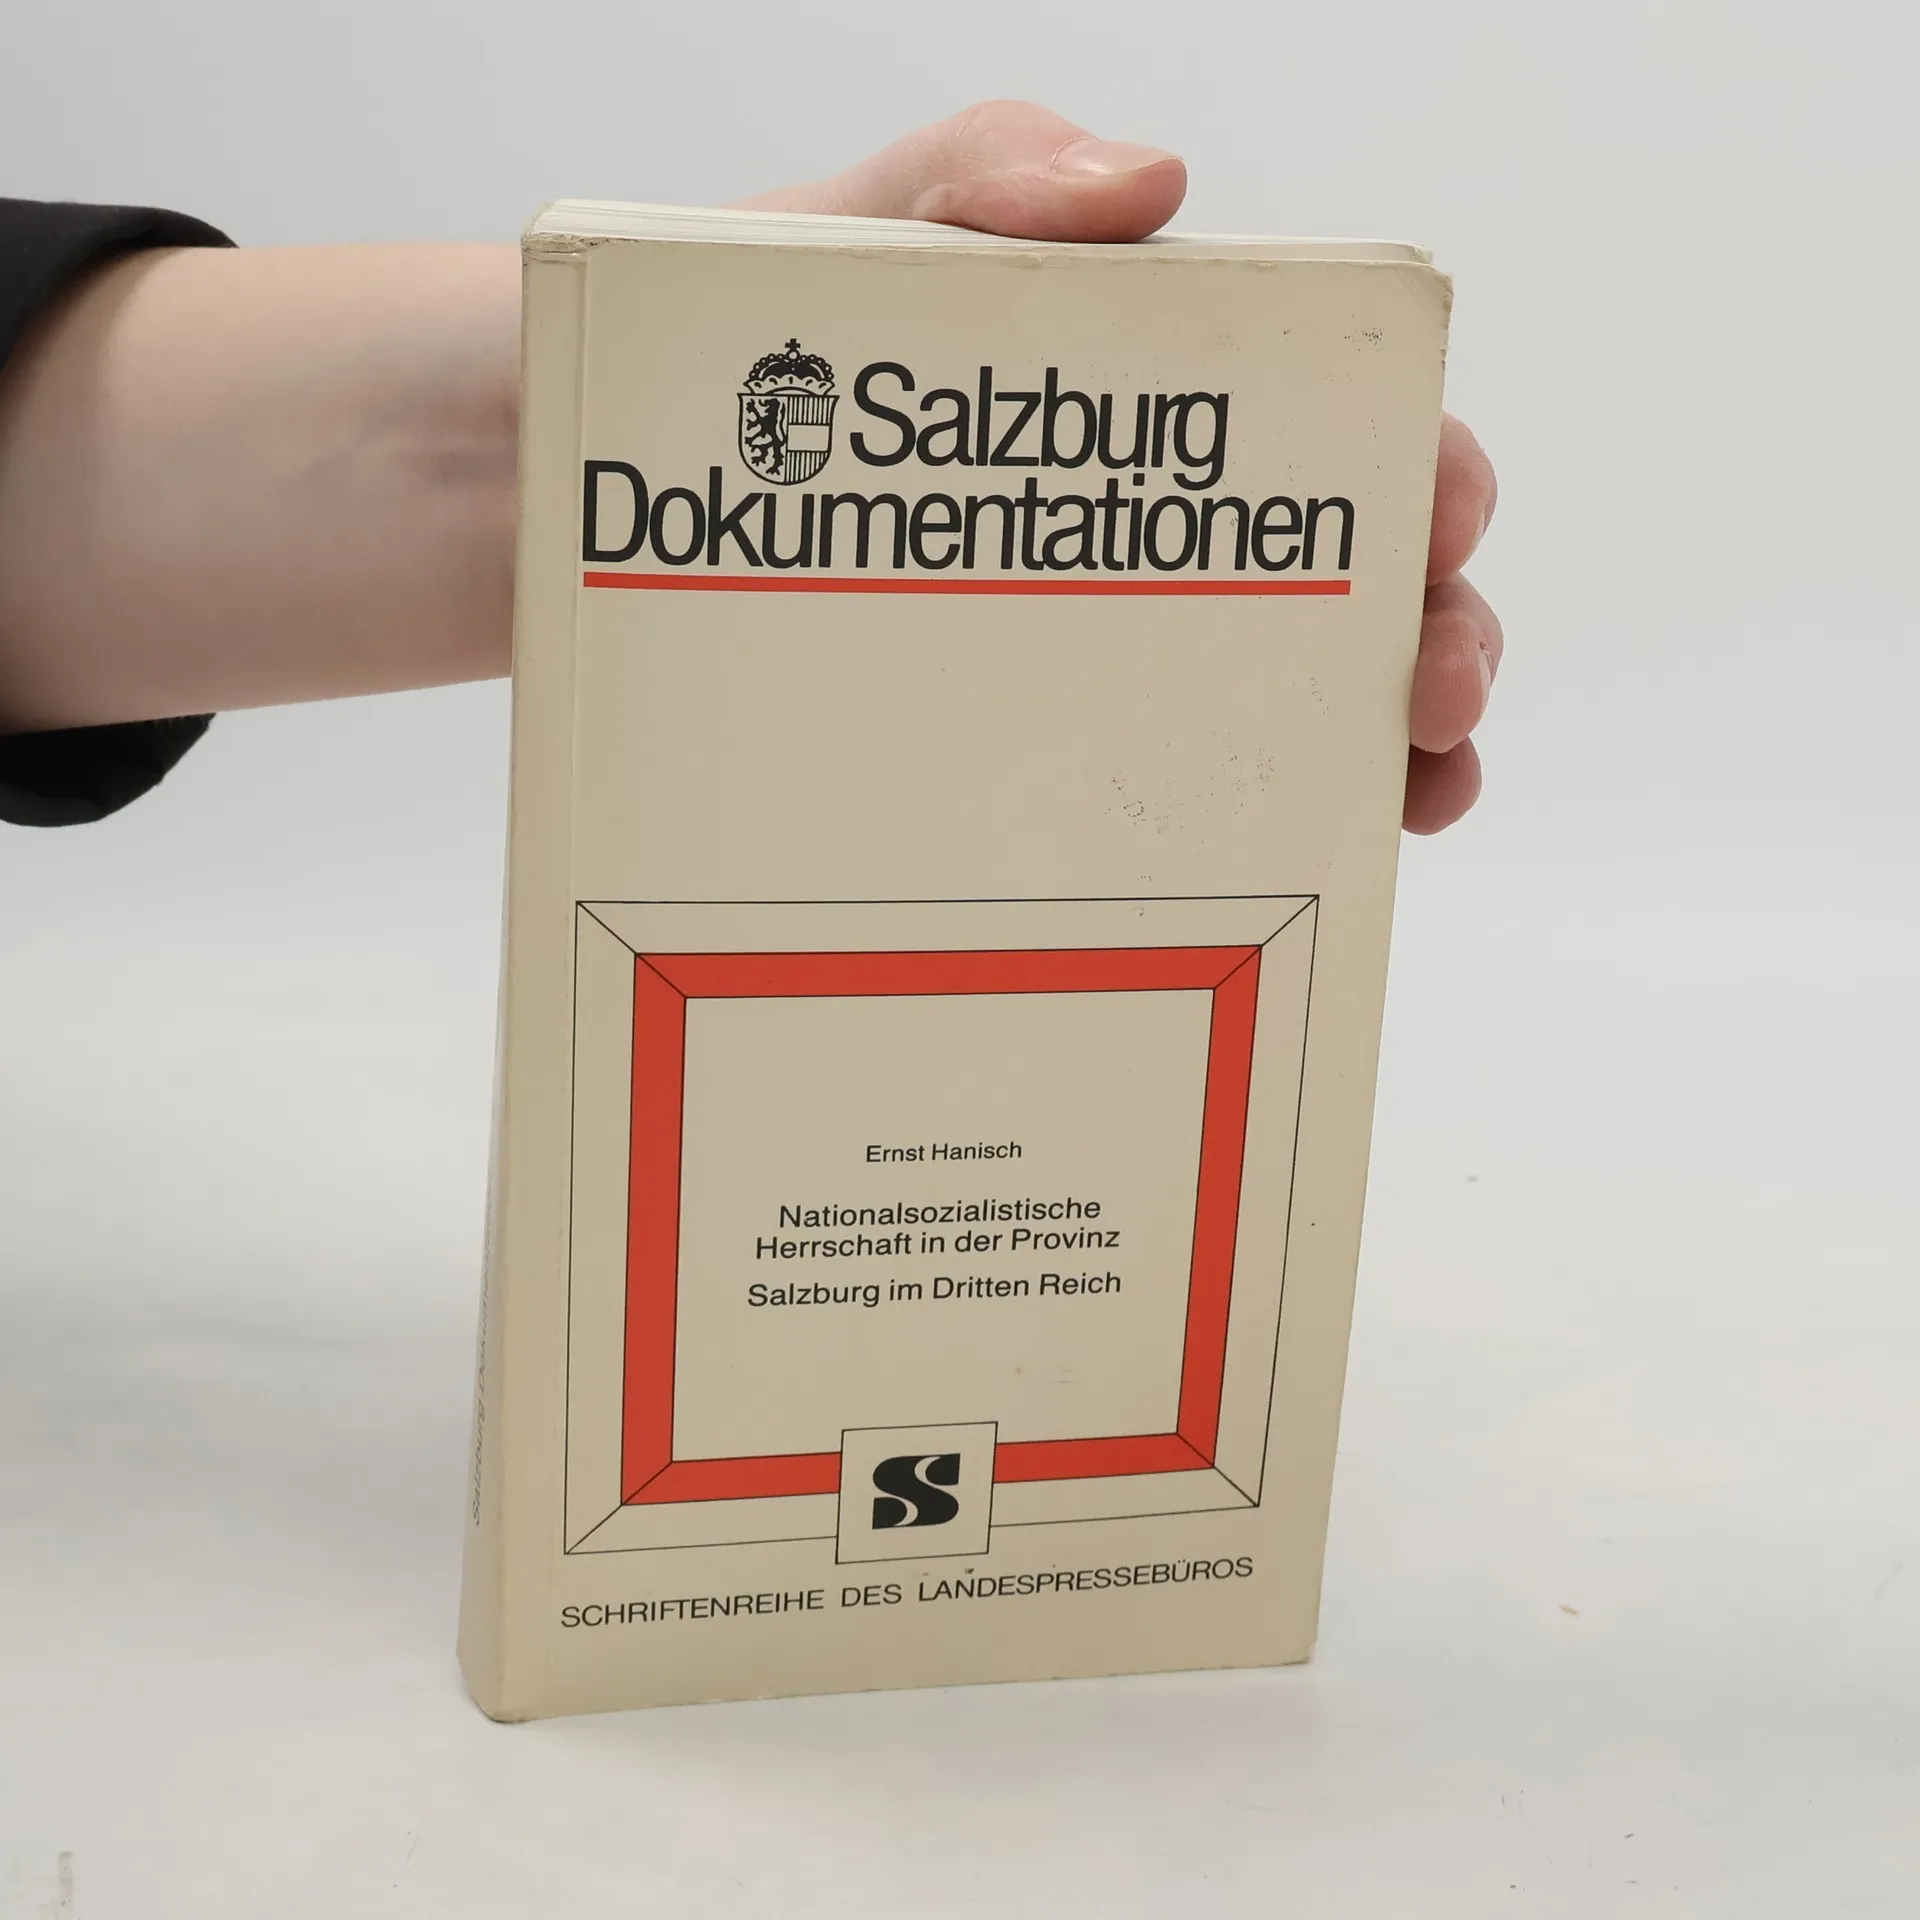 Salzburg
Dokumentationen
Ernst Hanisch
Nationalsozialistische
Herrschaft in der Provinz
Salzburg im Dritten Reich
S
SCHRIFTENREIHE DES LANDESPRESSEBÜROS